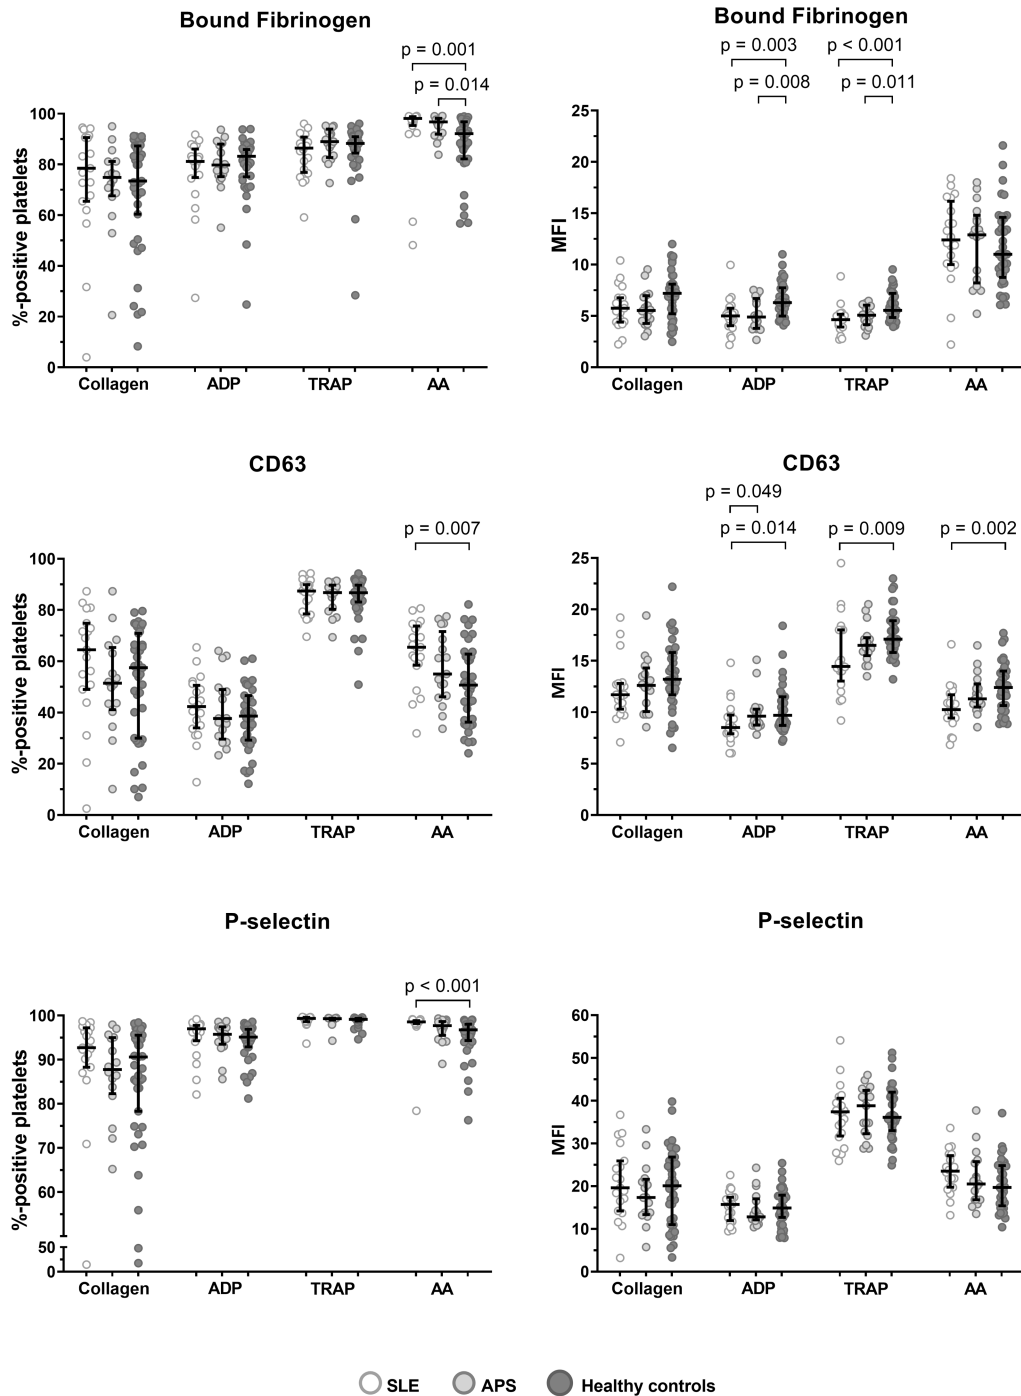 Bound Fibrinogen
p = 0.001
p = 0.014
%-positive platelets
100
80
60
40
20
0
Collagen ADP TRAP AA
Bound Fibrinogen
p = 0.003 p < 0.001
p = 0.008 p = 0.011
MFI
25
20
15
10
5
0
Collagen ADP TRAP AA
CD63
p = 0.007
%-positive platelets
100
80
60
40
20
0
Collagen ADP TRAP AA
CD63
p = 0.049
p = 0.014 p = 0.009 p = 0.002
MFI
25
20
15
10
5
0
Collagen ADP TRAP AA
P-selectin
p < 0.001
%-positive platelets
100
90
80
70
60
50
0
Collagen ADP TRAP AA
P-selectin
MFI
60
50
40
30
20
10
0
Collagen ADP TRAP AA
SLE APS Healthy controls